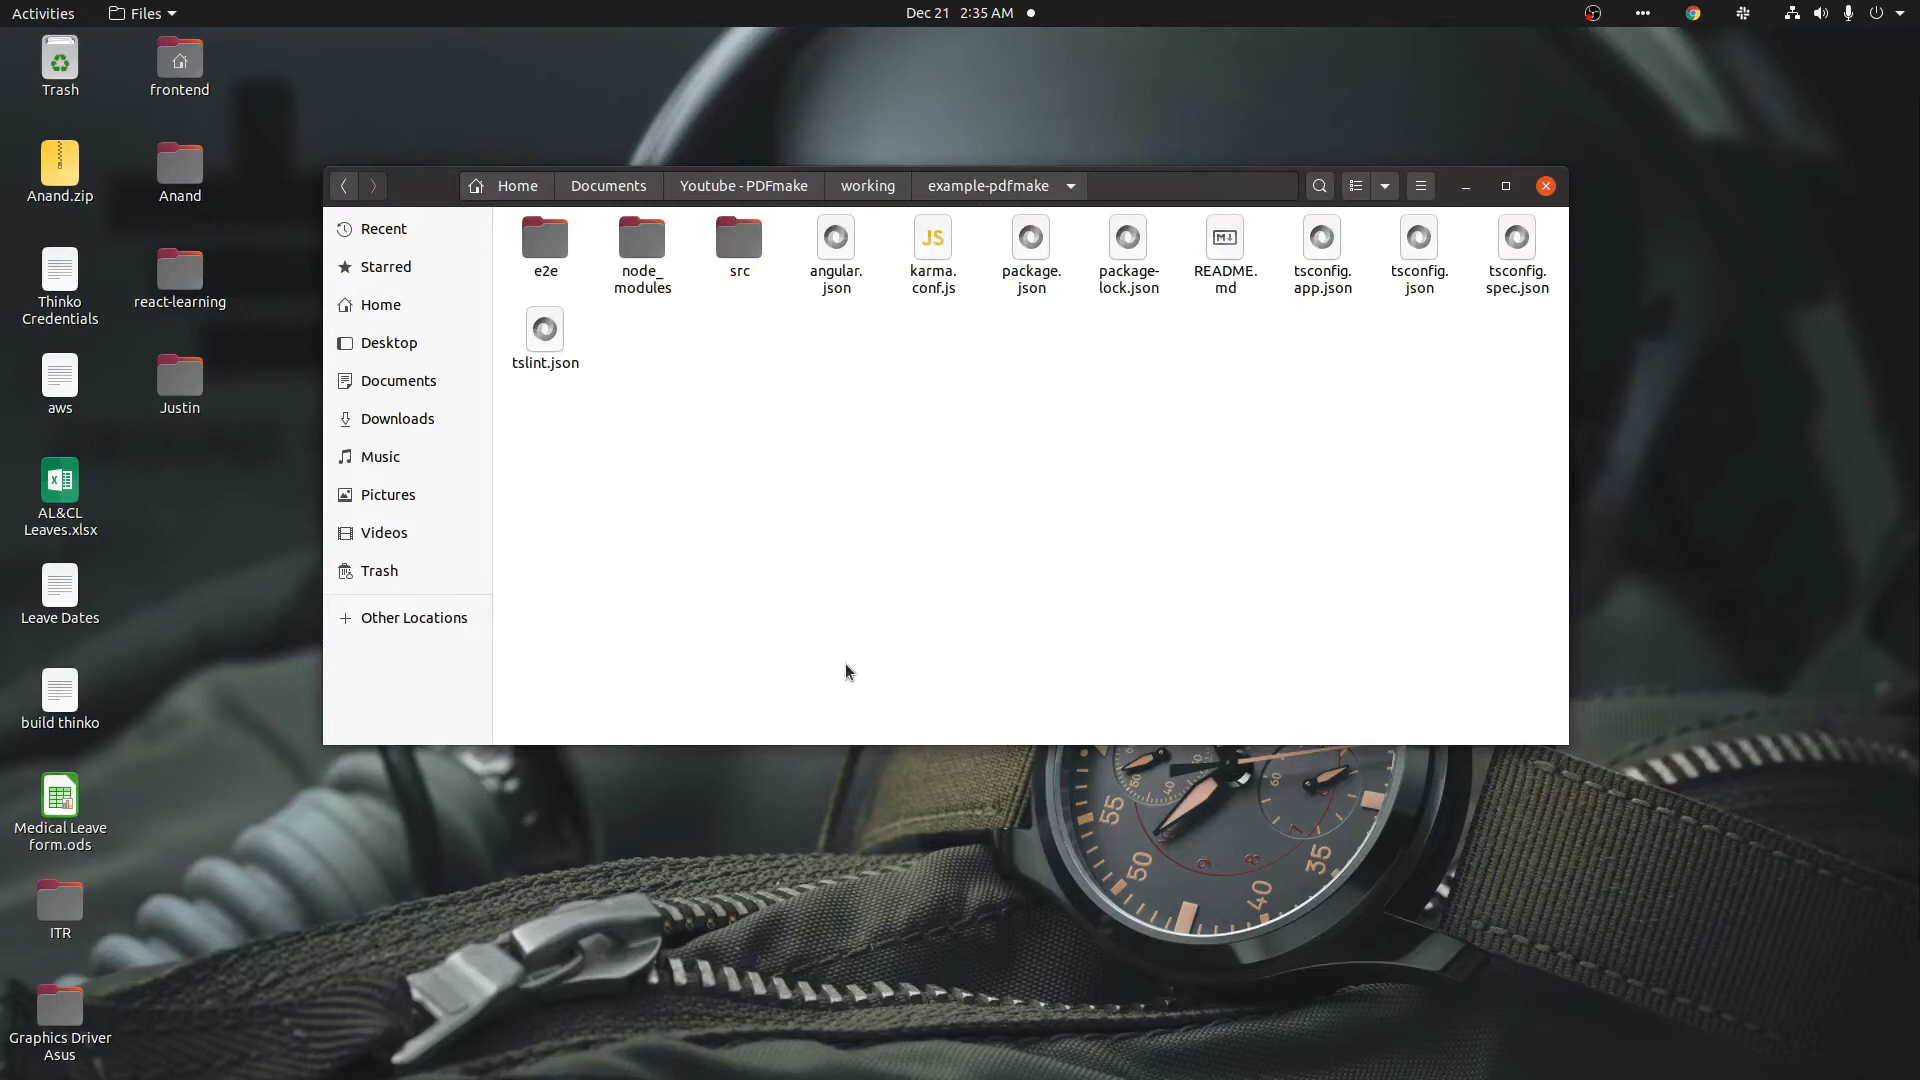 Activities
Files
Dec 21 2:35 AM
Trash
frontend
Anand.zip
Anand
Thinko
Credentials
react-learning
aws
Justin
AL&CL
Leaves.xlsx
Leave Dates
build thinko
Medical Leave
form.ods
ITR
Graphics Driver
Asus
Home
Documents
Youtube - PDFmake
working
example-pdfmake
Recent
Starred
Home
Desktop
Documents
Downloads
Music
Pictures
Videos
Trash
Other Locations
e2e
node_
modules
src
angular.
json
JS
karma.
conf.js
package.
json
package-
lock.json
README.
md
tsconfig.
app.json
tsconfig.
json
tsconfig.
spec.json
tslint.json
55
50
40
35
60